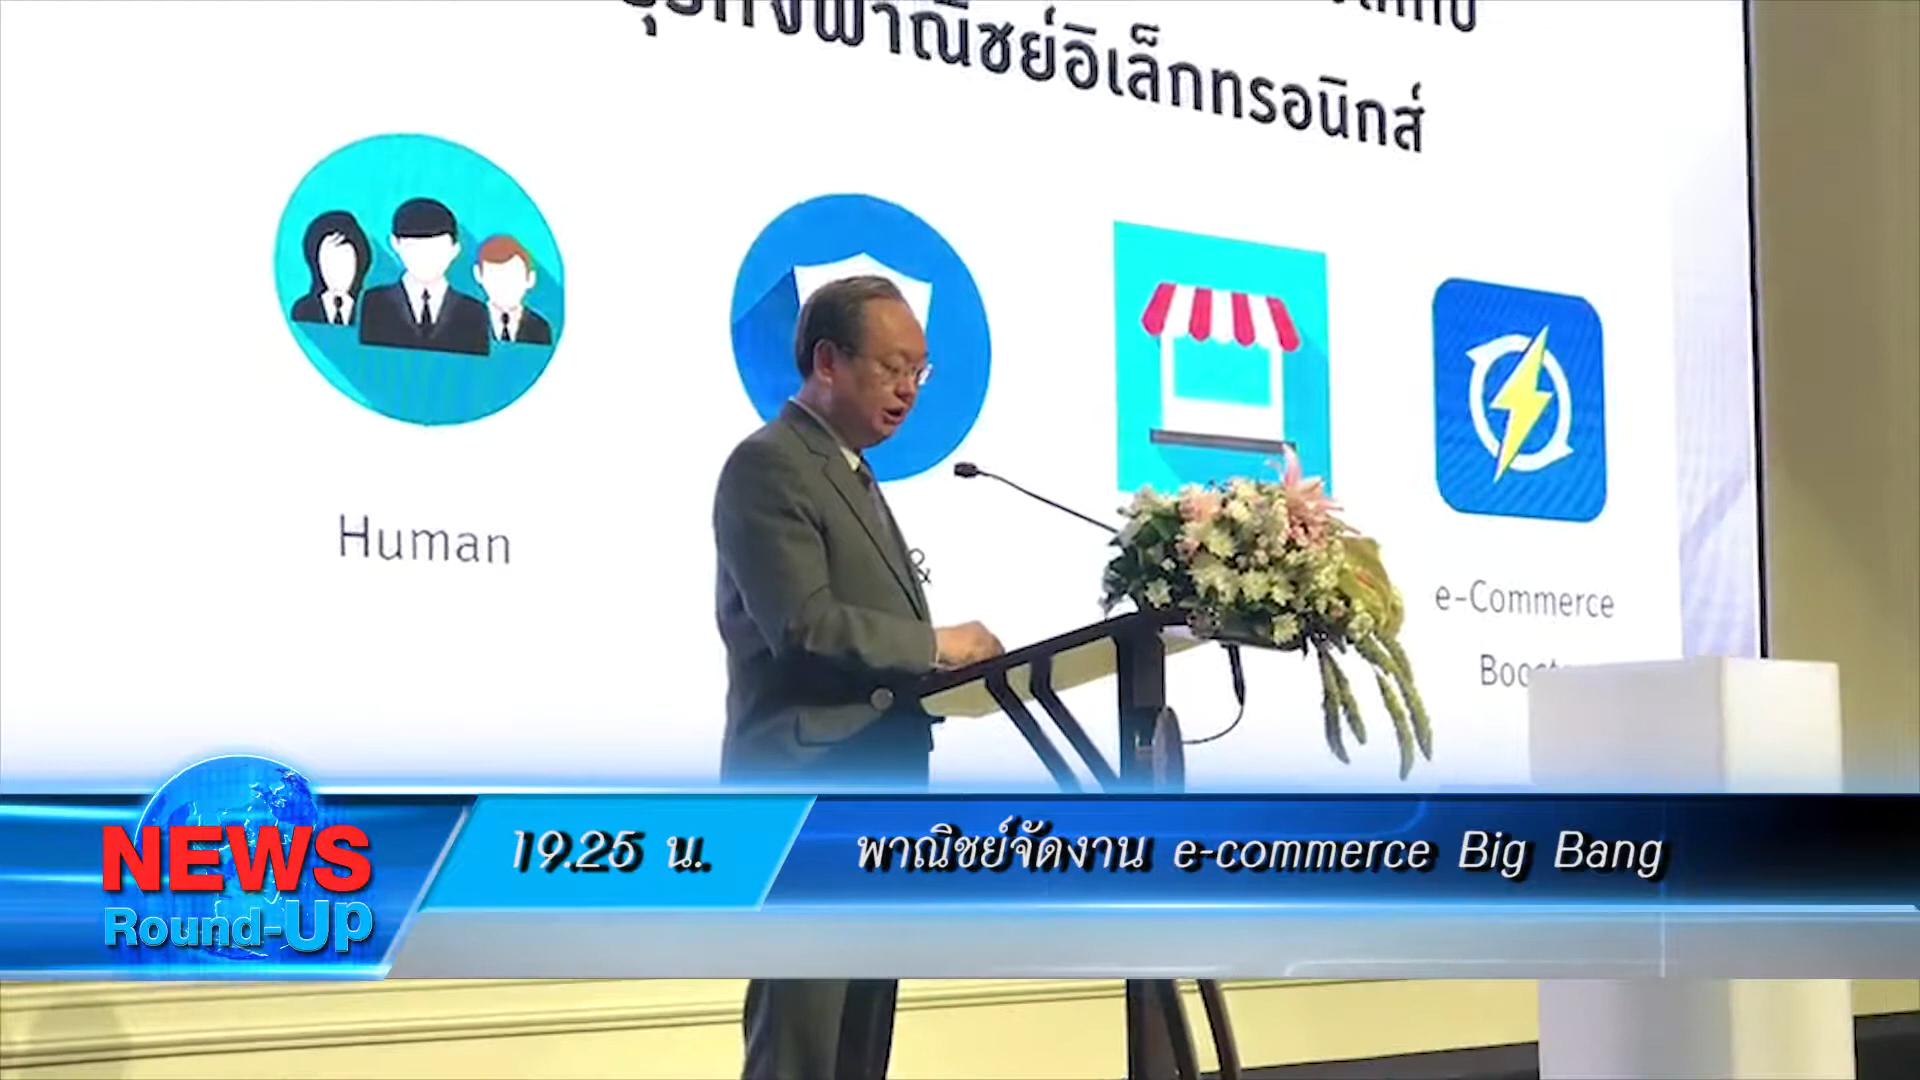 ธุรกิจพาณิชย์อิเล็กทรอนิกส์
Human
&
e-Commerce
NEWS
Round-Up
19.25 น.
พาณิชย์จัดงาน e-commerce Big Bang